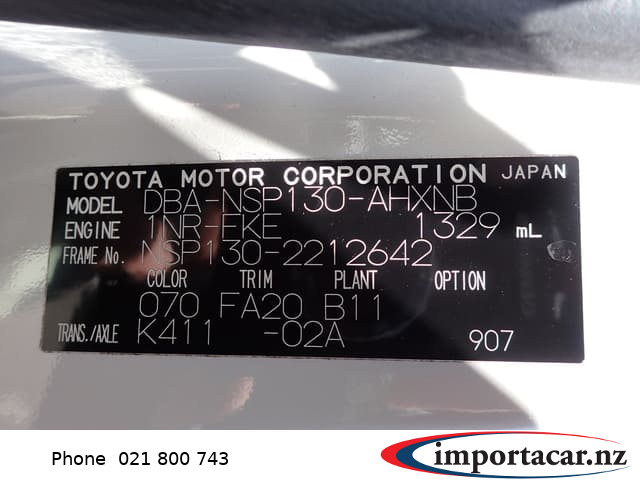 TOYOTA MOTOR CORPORATION JAPAN
MODEL DBA-NSP130-AHXNB
ENGINE 1NR-FKE 1329 mL
FRAME No. NSP130-2212642
COLOR TRIM PLANT OPTION
070 FA20 B11
TRANS./AXLE K411 -02A 907
Phone 021 800 743
importacar.nz